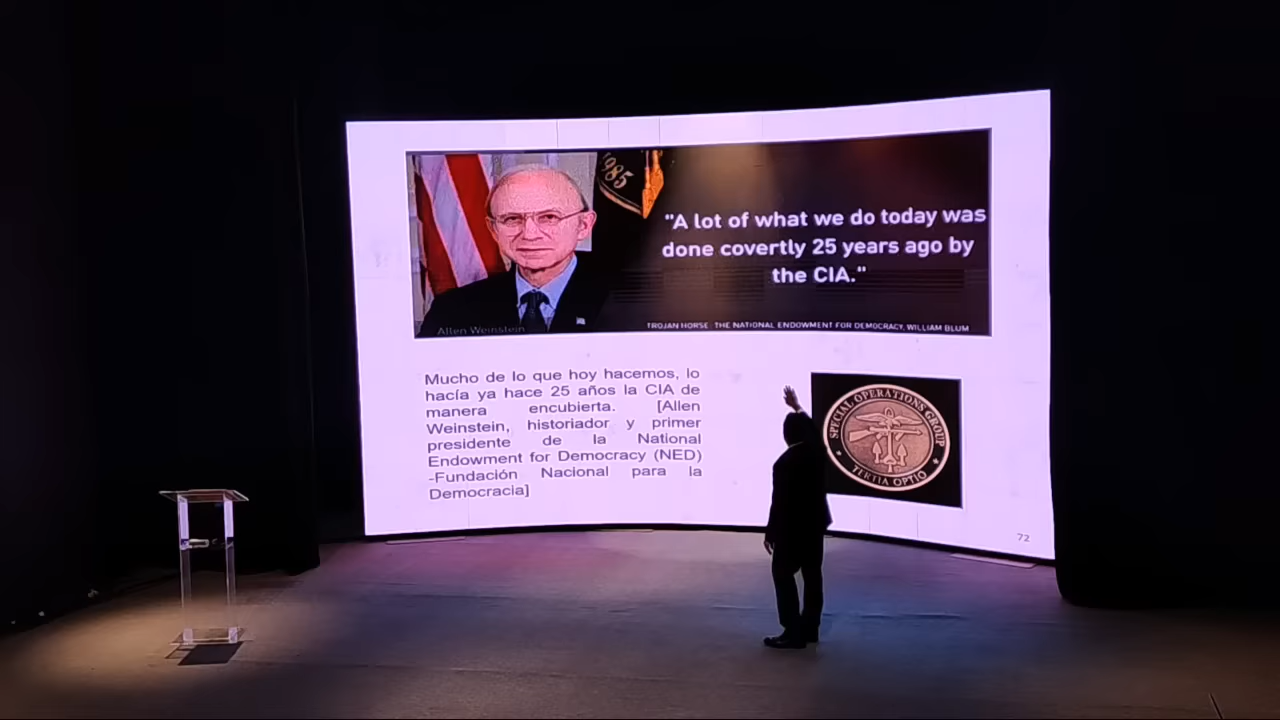 1985
"A lot of what we do today was
done covertly 25 years ago by
the CIA."
Allen Weinstein
TROJAN HORSE: THE NATIONAL ENDOWMENT FOR DEMOCRACY, WILLIAM BLUM
Mucho de lo que hoy hacemos, lo
hacía ya hace 25 años la CIA de
manera encubierta. [Allen
Weinstein, historiador y primer
presidente de la National
Endowment for Democracy (NED)
-Fundación Nacional para la
Democracia]
SPECIAL OPERATIONS GROUP
TERTIA OPTIO
72